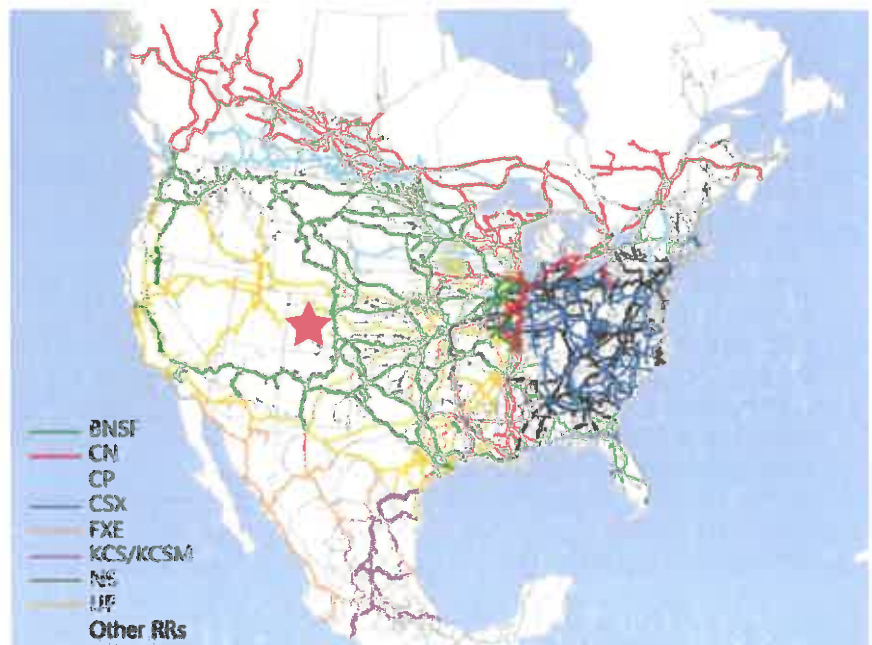 BNSF
CN
CP
CSX
FXE
KCS/KCSM
NS
UP
Other RRs